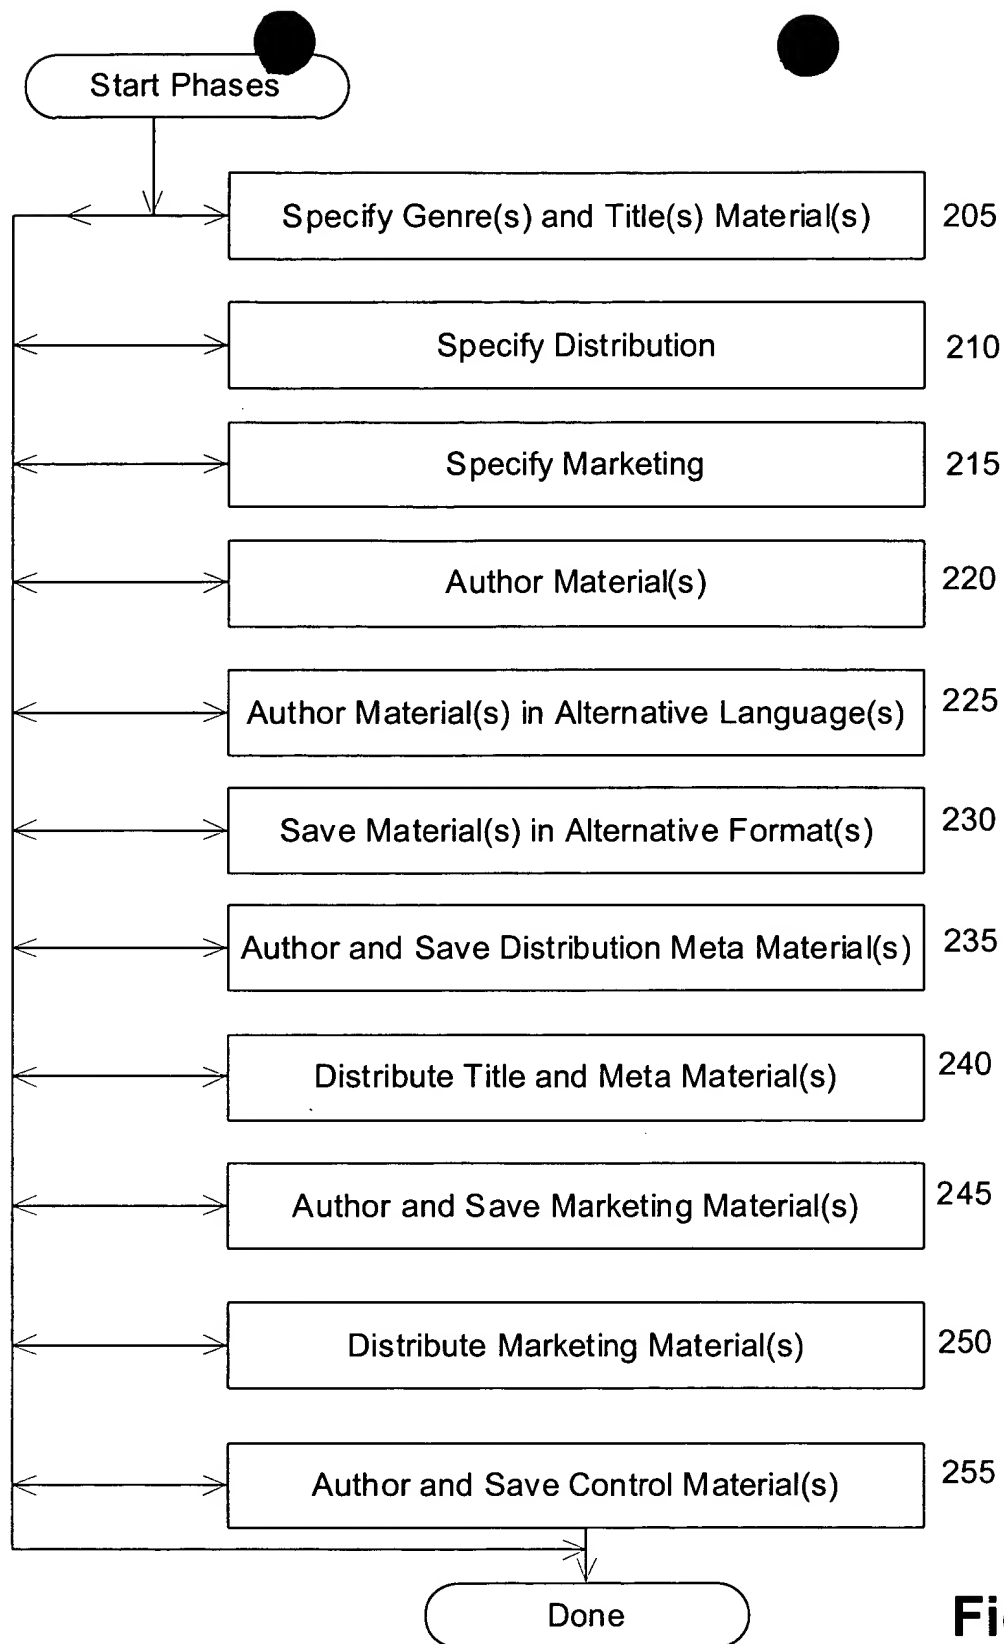 Start Phases
Specify Genre(s) and Title(s) Material(s) 205
Specify Distribution 210
Specify Marketing 215
Author Material(s) 220
Author Material(s) in Alternative Language(s) 225
Save Material(s) in Alternative Format(s) 230
Author and Save Distribution Meta Material(s) 235
Distribute Title and Meta Material(s) 240
Author and Save Marketing Material(s) 245
Distribute Marketing Material(s) 250
Author and Save Control Material(s) 255
Done